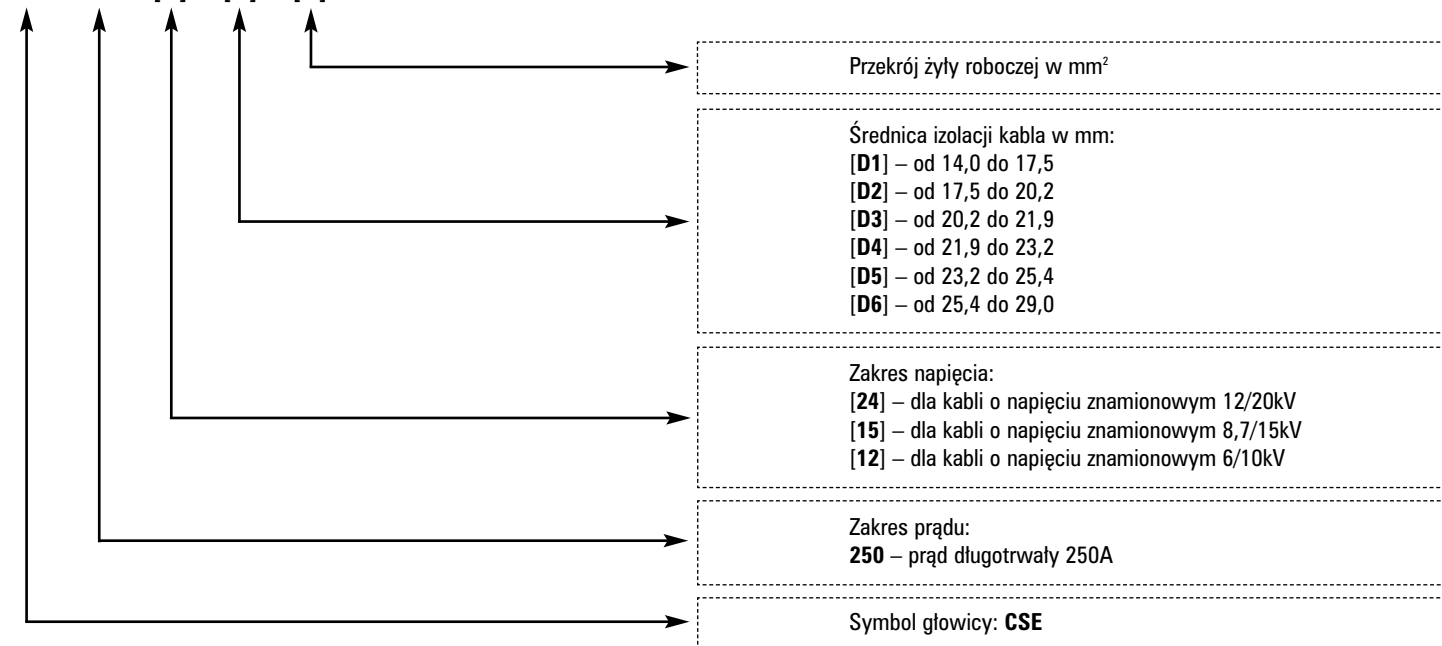 Przekrój żyły roboczej w mm²
Średnica izolacji kabla w mm:
[D1] – od 14,0 do 17,5
[D2] – od 17,5 do 20,2
[D3] – od 20,2 do 21,9
[D4] – od 21,9 do 23,2
[D5] – od 23,2 do 25,4
[D6] – od 25,4 do 29,0
Zakres napięcia:
[24] – dla kabli o napięciu znamionowym 12/20kV
[15] – dla kabli o napięciu znamionowym 8,7/15kV
[12] – dla kabli o napięciu znamionowym 6/10kV
Zakres prądu:
250 – prąd długotrwały 250A
Symbol głowicy: CSE